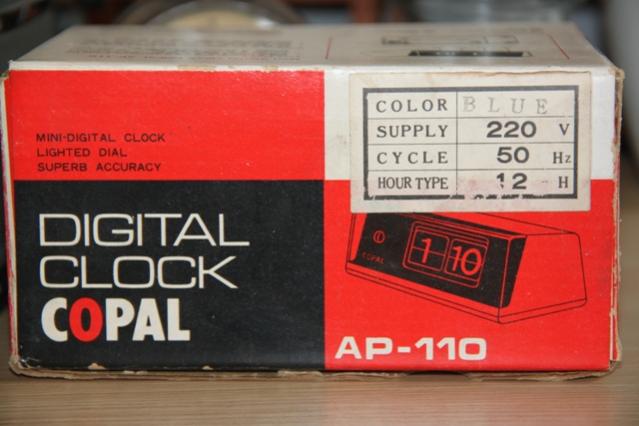 MINI-DIGITAL CLOCK
LIGHTED DIAL
SUPERB ACCURACY
DIGITAL
CLOCK
COPAL
COLOR BLUE
SUPPLY 220 V
CYCLE 50 Hz
HOUR TYPE 12 H
1 10
COPAL
AP-110